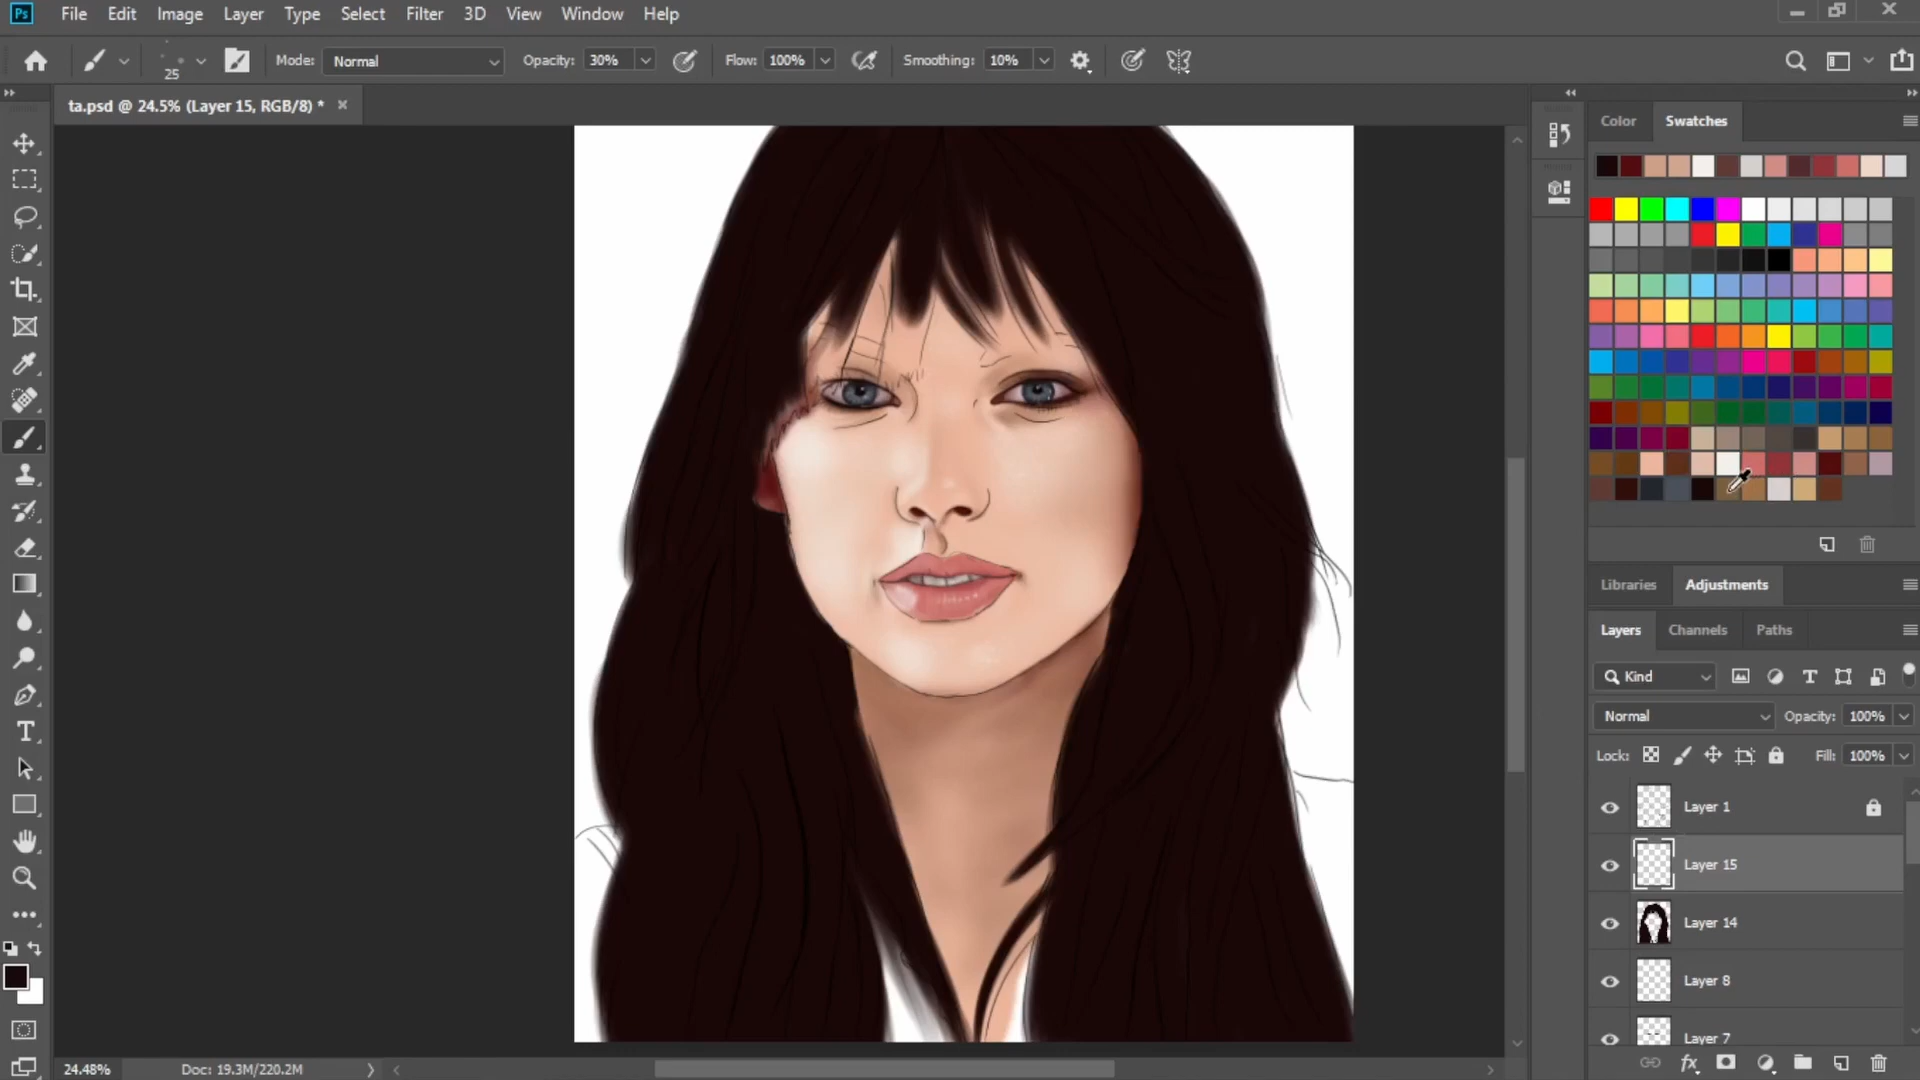 Ps File Edit Image Layer Type Select Filter 3D View Window Help
25 Mode: Normal Opacity: 30% Flow: 100% Smoothing: 10%
ta.psd @ 24.5% (Layer 15, RGB/8) *
Color Swatches
Libraries Adjustments
Layers Channels Paths
Kind
Normal Opacity: 100%
Lock: Fill: 100%
Layer 1
Layer 15
Layer 14
Layer 8
Layer 7
24.48% Doc: 19.3M/220.2M